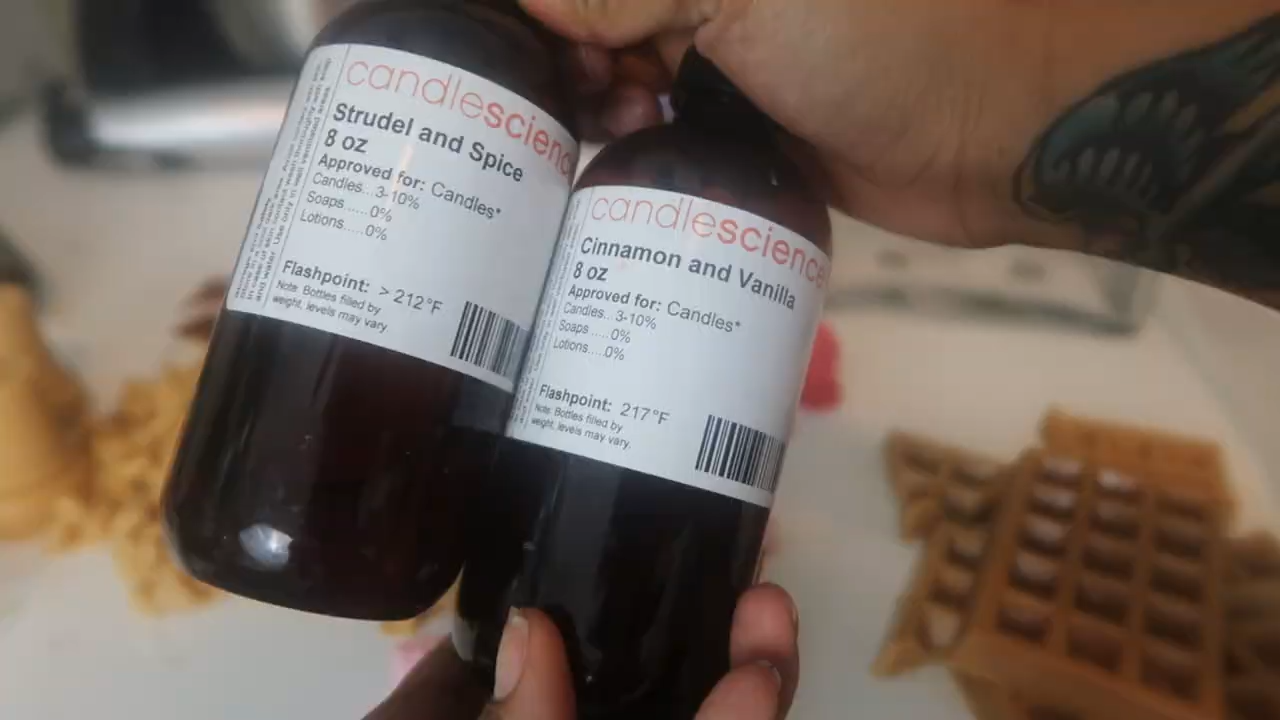 candlescienc
Strudel and Spice
8 oz
Approved for: Candles*
Candles.. 3-10%
Soaps ..... 0%
Lotions..... 0%
Flashpoint: > 212°F
Note: Bottles filled by
weight, levels may vary.
candlescience
Cinnamon and Vanilla
8 oz
Approved for: Candles*
Candles.. 3-10%
Soaps ..... 0%
Lotions.....0%
Flashpoint: 217°F
Note: Bottles filled by
weight, levels may vary.